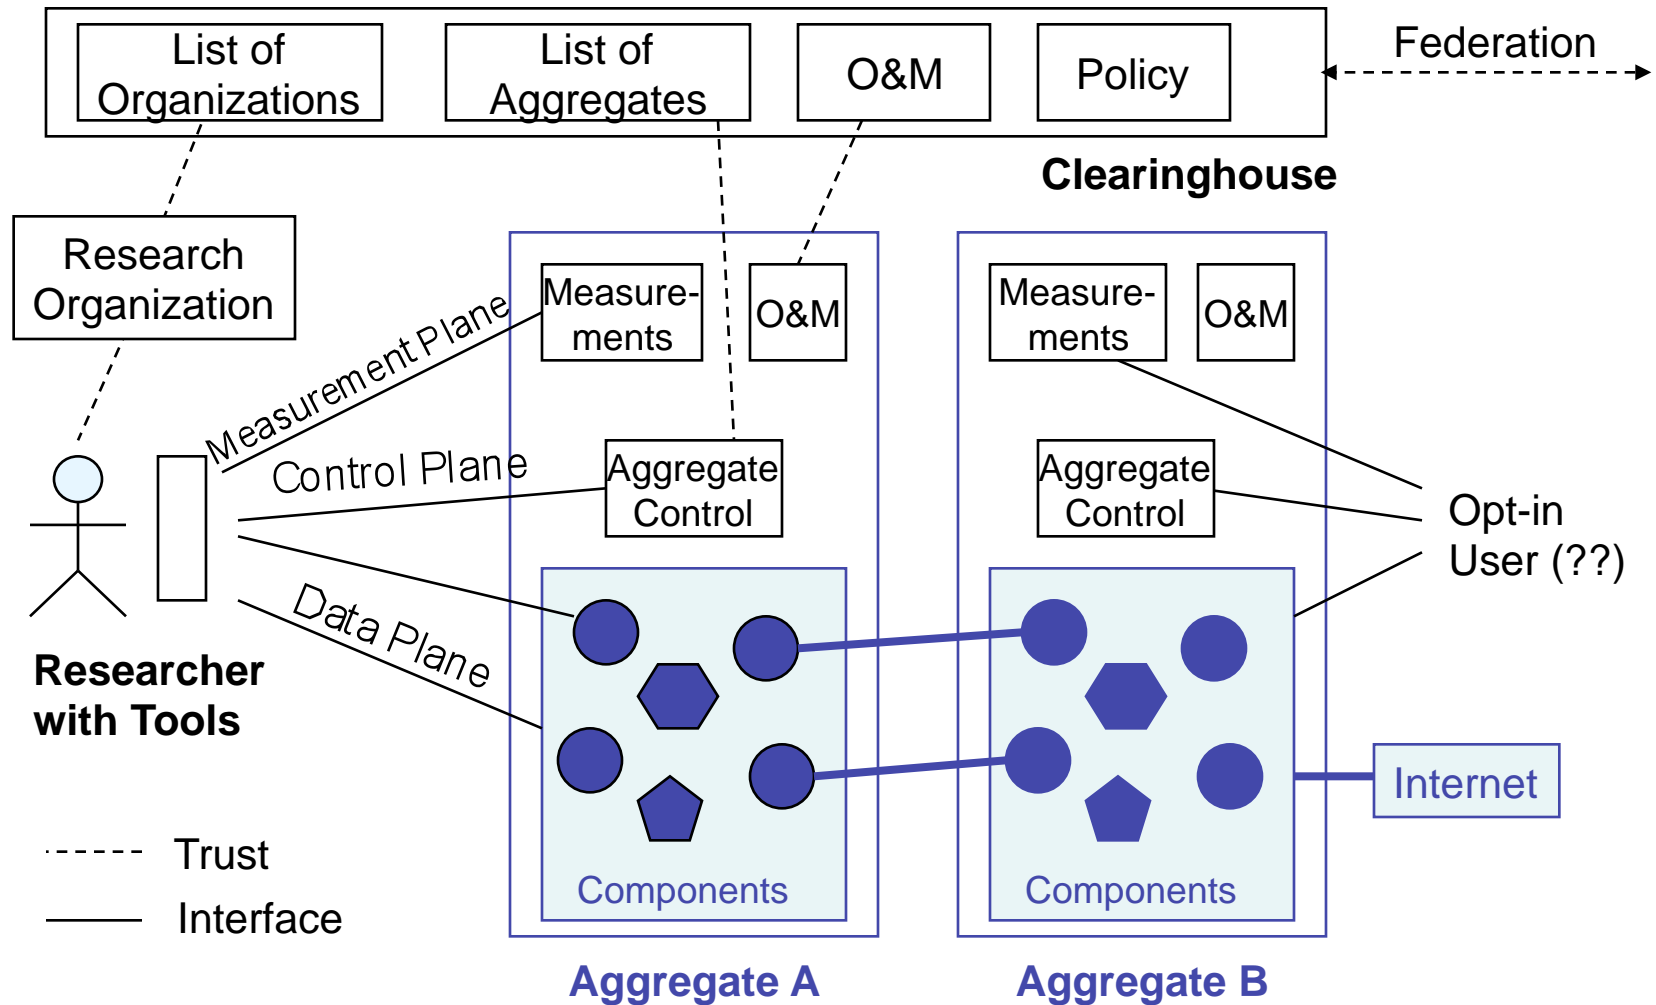 List of
Organizations
List of
Aggregates
O&M
Policy
Federation
Clearinghouse
Research
Organization
Measure-
ments
O&M
Measure-
ments
O&M
Measurement Plane
Control Plane
Aggregate
Control
Aggregate
Control
Opt-in
User (??)
Data Plane
Researcher
with Tools
Internet
Trust
Interface
Components
Components
Aggregate A
Aggregate B